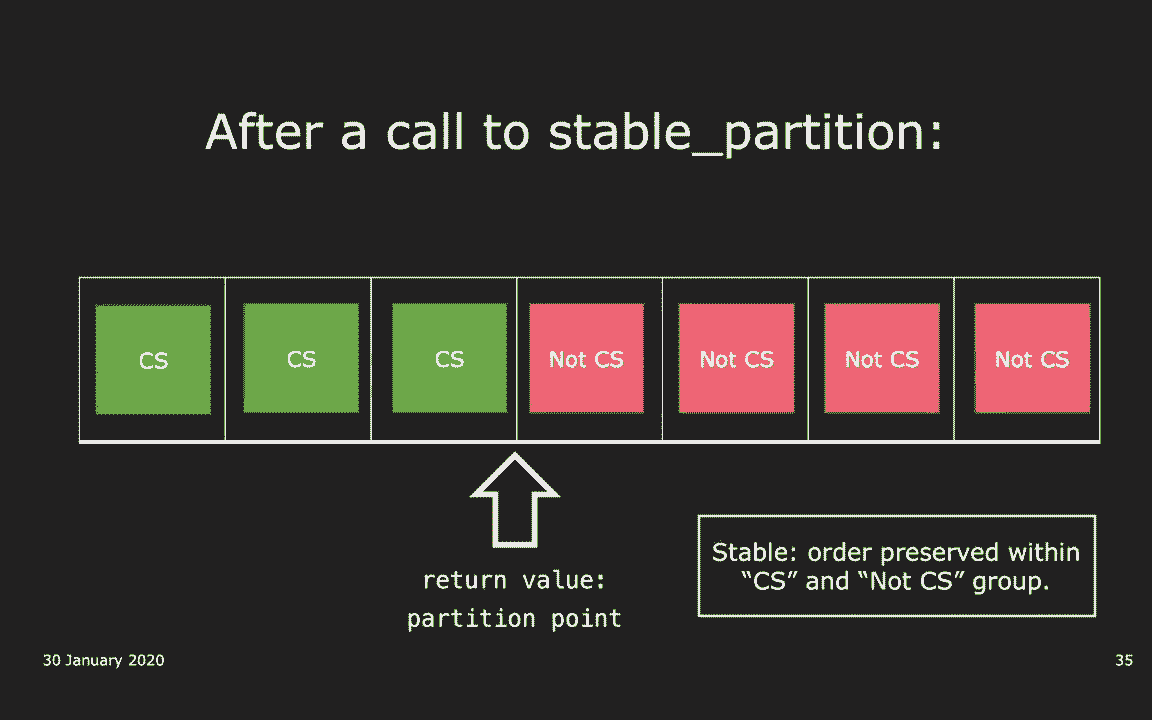 After a call to stable_partition:
CS
CS
CS
Not CS
Not CS
Not CS
Not CS
return value:
partition point
Stable: order preserved within
“CS” and “Not CS” group.
30 January 2020
35